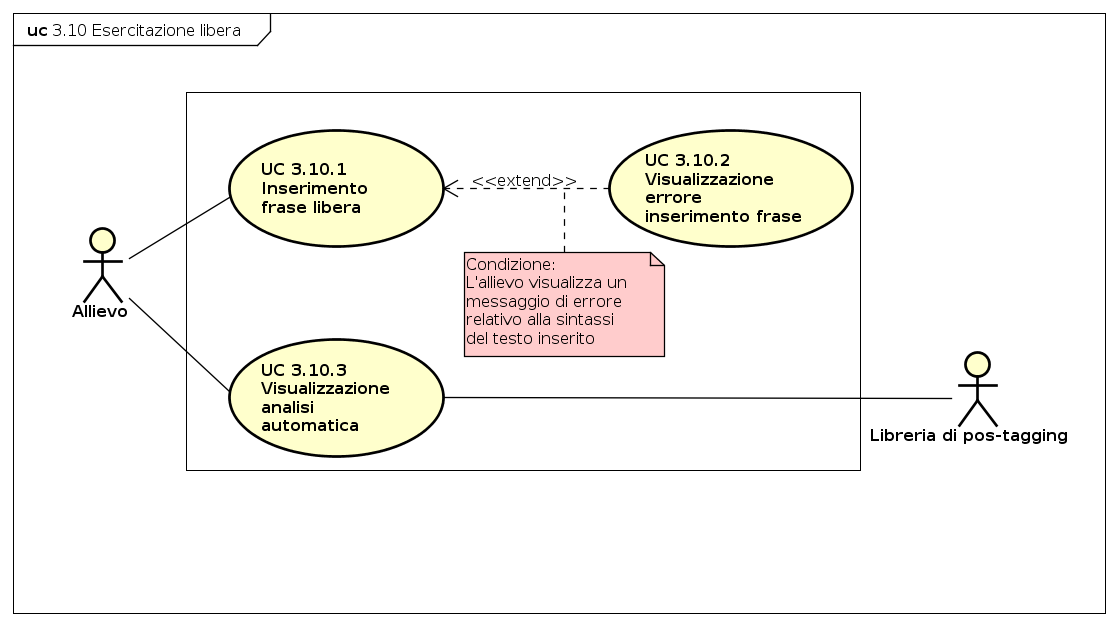 uc 3.10 Esercitazione libera
UC 3.10.1
Inserimento
frase libera
<<extend>>
UC 3.10.2
Visualizzazione
errore
inserimento frase
Condizione:
L'allievo visualizza un
messaggio di errore
relativo alla sintassi
del testo inserito
Allievo
UC 3.10.3
Visualizzazione
analisi
automatica
Libreria di pos-tagging